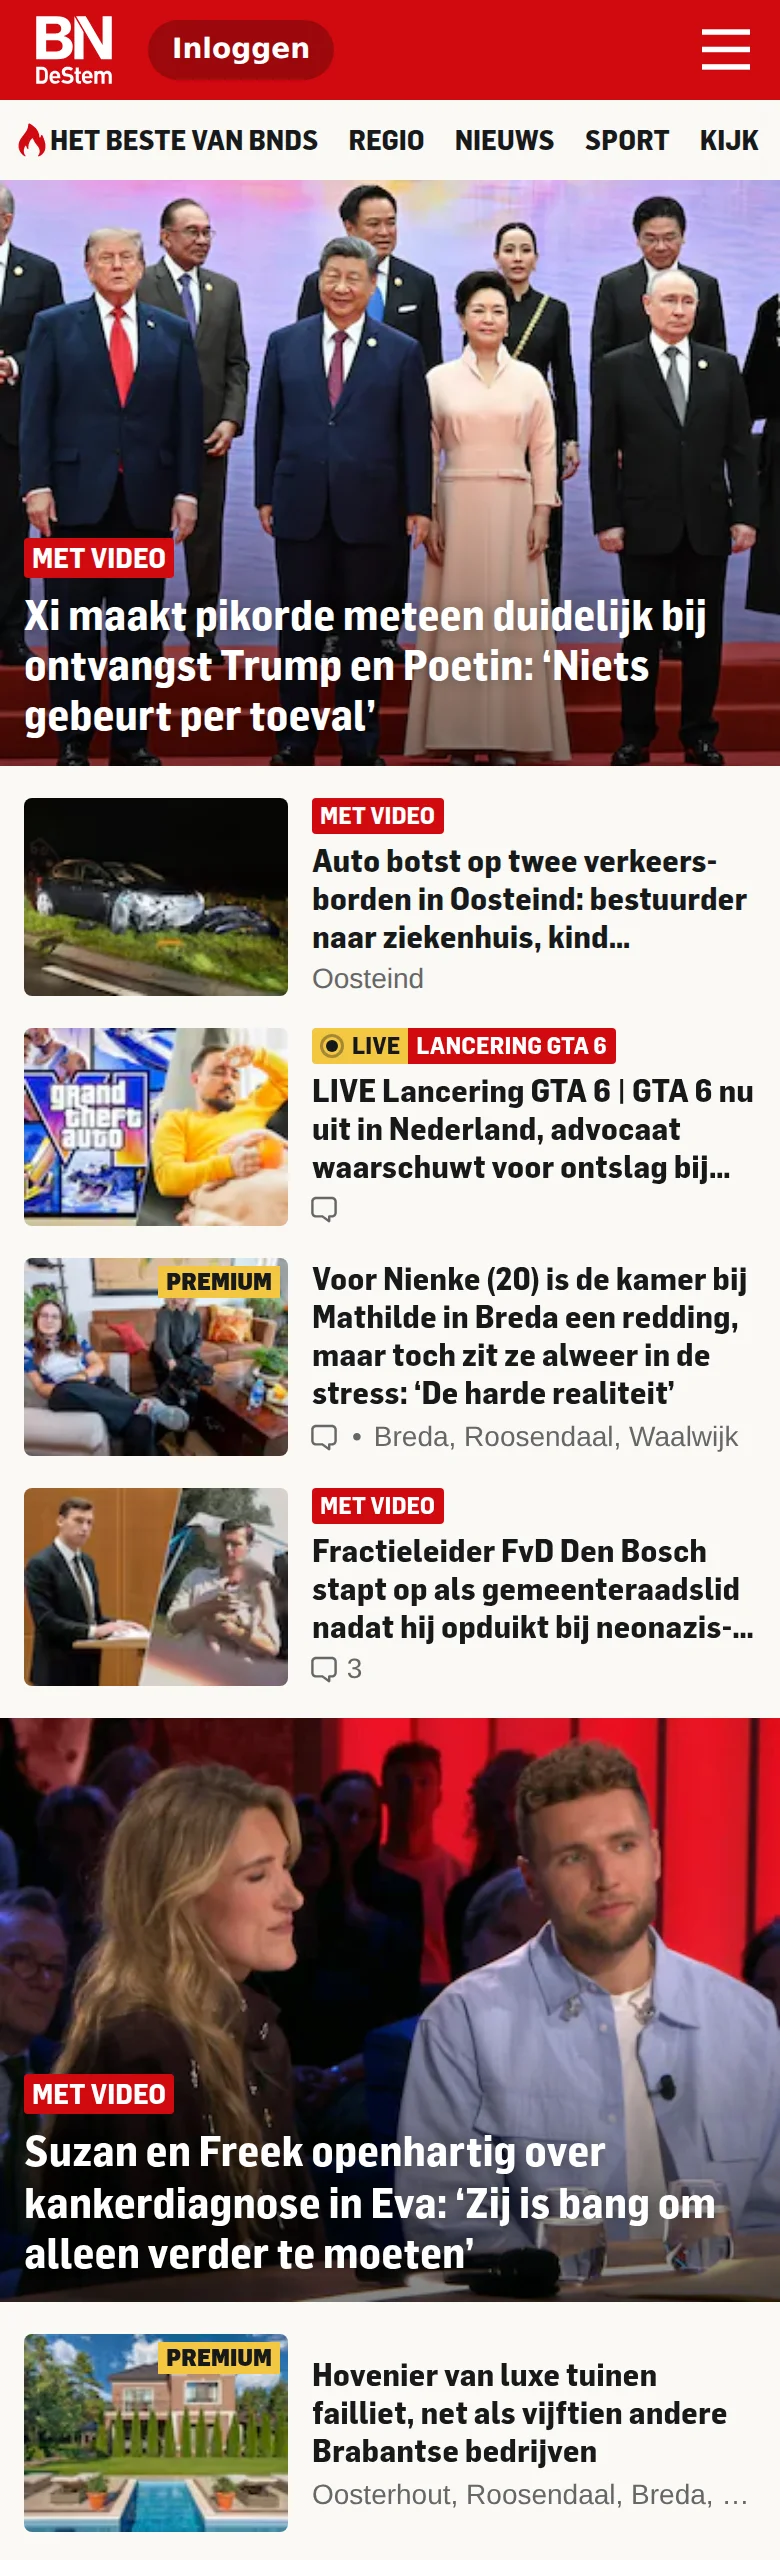 BN
DeStem
Inloggen
HET BESTE VAN BNDS REGIO NIEUWS SPORT KIJK
MET VIDEO
Xi maakt pikorde meteen duidelijk bij
ontvangst Trump en Poetin: ‘Niets
gebeurt per toeval’
MET VIDEO
Auto botst op twee verkeers-
borden in Oosteind: bestuurder
naar ziekenhuis, kind...
Oosteind
grand
theft
auto
LIVE LANCERING GTA 6
LIVE Lancering GTA 6 | GTA 6 nu
uit in Nederland, advocaat
waarschuwt voor ontslag bij...
PREMIUM
Voor Nienke (20) is de kamer bij
Mathilde in Breda een redding,
maar toch zit ze alweer in de
stress: ‘De harde realiteit’
• Breda, Roosendaal, Waalwijk
MET VIDEO
Fractieleider FvD Den Bosch
stapt op als gemeenteraadslid
nadat hij opduikt bij neonazis-...
3
MET VIDEO
Suzan en Freek openhartig over
kankerdiagnose in Eva: ‘Zij is bang om
alleen verder te moeten’
PREMIUM
Hovenier van luxe tuinen
failliet, net als vijftien andere
Brabantse bedrijven
Oosterhout, Roosendaal, Breda, ...